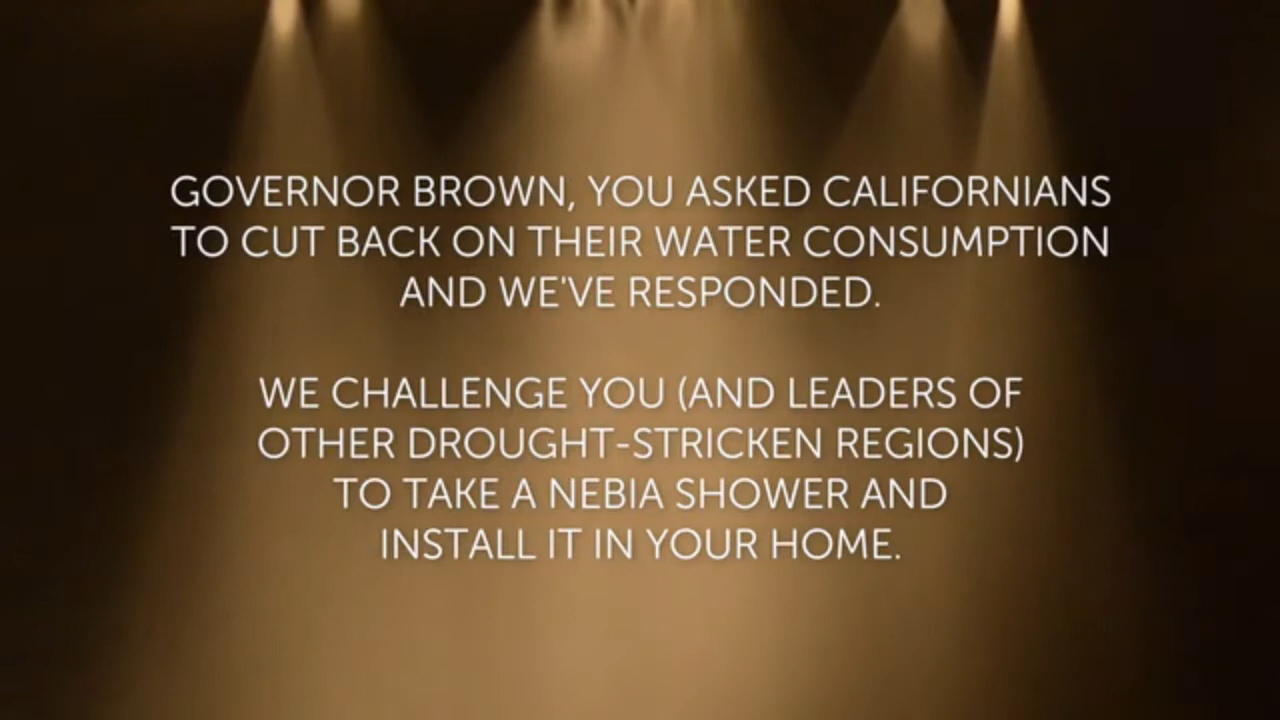 GOVERNOR BROWN, YOU ASKED CALIFORNIANS
TO CUT BACK ON THEIR WATER CONSUMPTION
AND WE'VE RESPONDED.
WE CHALLENGE YOU (AND LEADERS OF
OTHER DROUGHT-STRICKEN REGIONS)
TO TAKE A NEBIA SHOWER AND
INSTALL IT IN YOUR HOME.